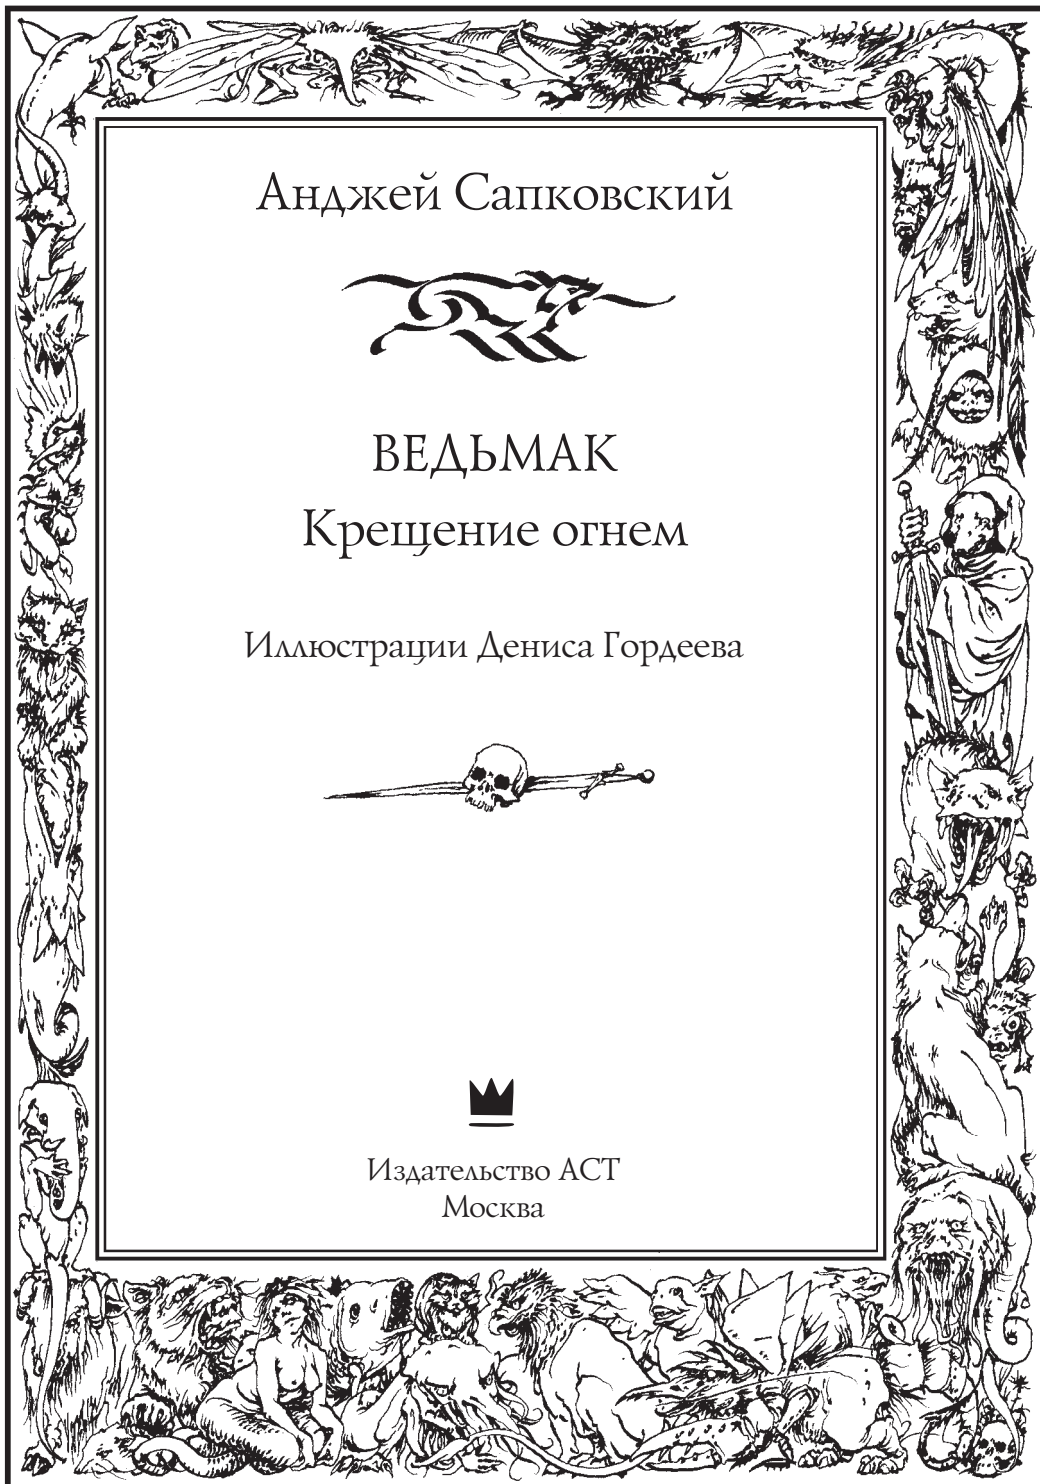 Анджей Сапковский
ВЕДЬМАК
Крещение огнем
Иллюстрации Дениса Гордеева
Издательство АСТ
Москва